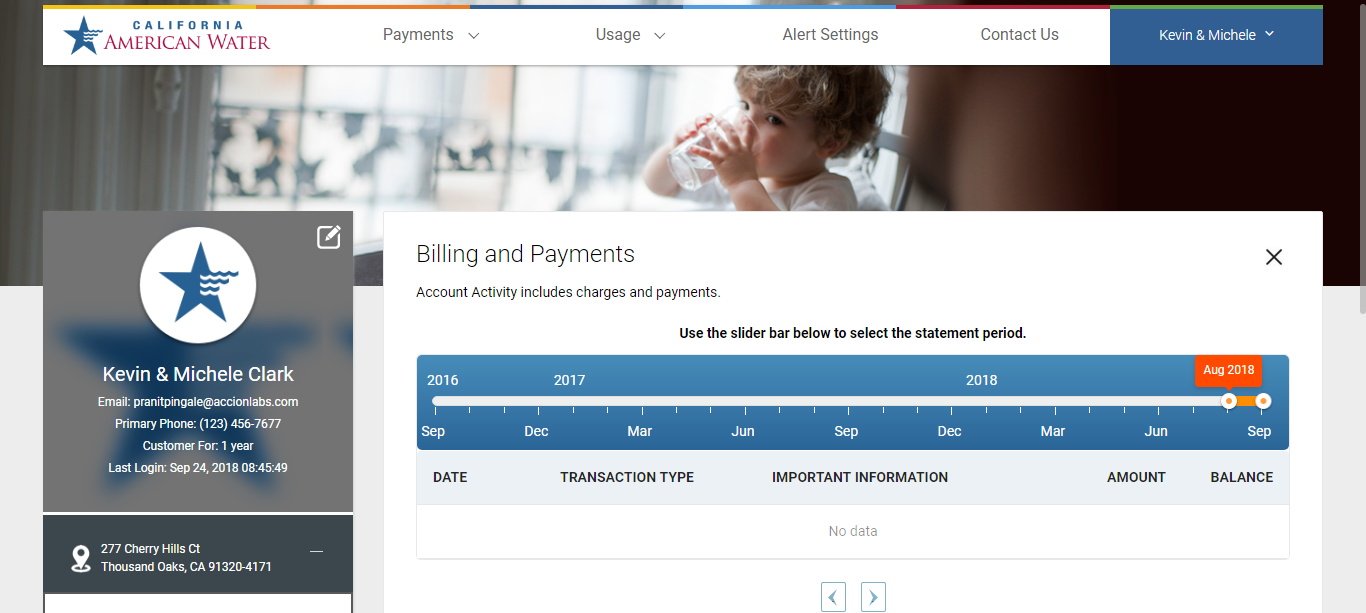 CALIFORNIA
AMERICAN WATER
Payments
Usage
Alert Settings
Contact Us
Kevin & Michele
Kevin & Michele Clark
Email: pranitpingale@accionlabs.com
Primary Phone: (123) 456-7677
Customer For: 1 year
Last Login: Sep 24, 2018 08:45:49
277 Cherry Hills Ct
Thousand Oaks, CA 91320-4171
Billing and Payments
Account Activity includes charges and payments.
Use the slider bar below to select the statement period.
2016 2017 2018 Aug 2018
Sep Dec Mar Jun Sep Dec Mar Jun Sep
DATE TRANSACTION TYPE IMPORTANT INFORMATION AMOUNT BALANCE
No data